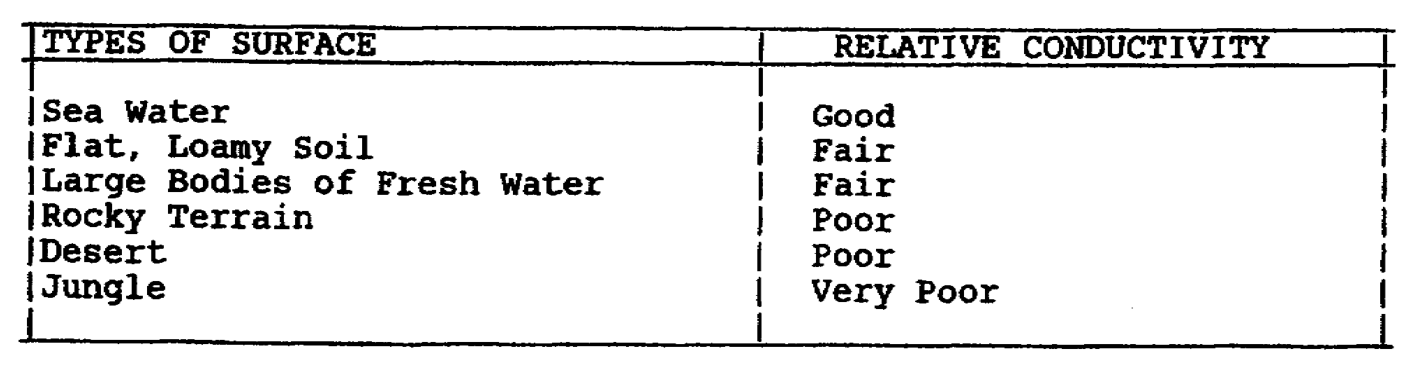 TYPES OF SURFACE RELATIVE CONDUCTIVITY
Sea Water Good
Flat, Loamy Soil Fair
Large Bodies of Fresh Water Fair
Rocky Terrain Poor
Desert Poor
Jungle Very Poor